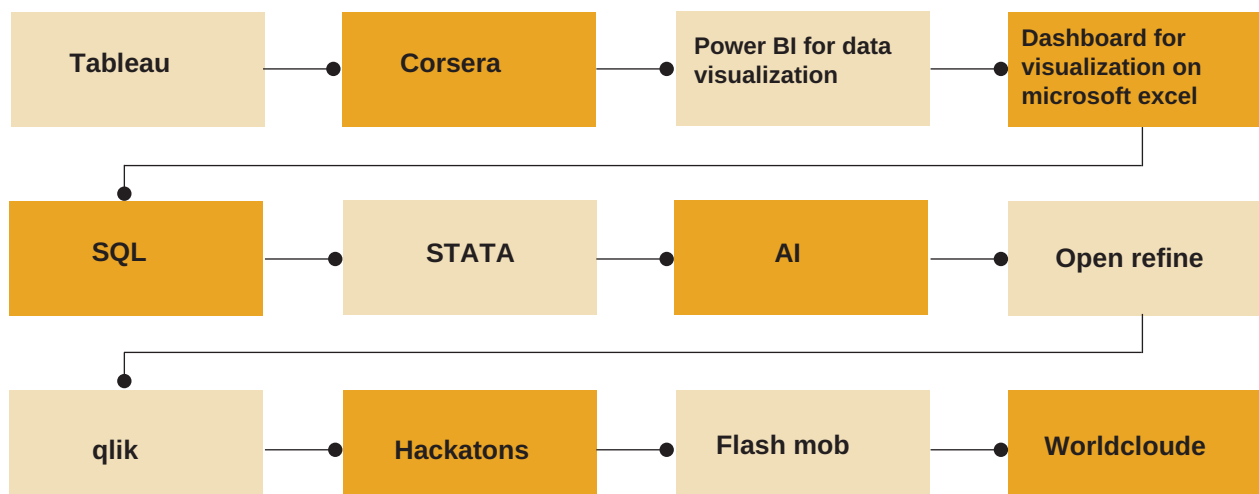 Tableau
Corsera
Power BI for data
visualization
Dashboard for
visualization on
microsoft excel
SQL
STATA
AI
Open refine
qlik
Hackatons
Flash mob
Worldcloude